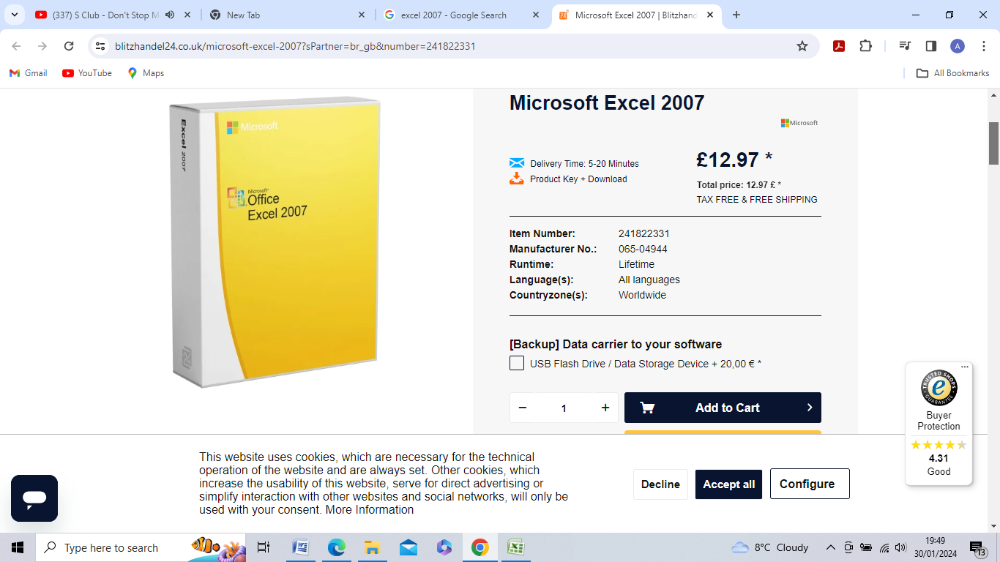 (337) S Club - Don't Stop M
New Tab
excel 2007 - Google Search
Microsoft Excel 2007 | Blitzhand
blitzhandel24.co.uk/microsoft-excel-2007?sPartner=br_gb&number=241822331
A
Gmail
YouTube
Maps
All Bookmarks
Microsoft
Excel 2007
Microsoft
Office
Excel 2007
24
Microsoft Excel 2007
Microsoft
Delivery Time: 5-20 Minutes
Product Key + Download
£12.97 *
Total price: 12.97 £ *
TAX FREE & FREE SHIPPING
Item Number: 241822331
Manufacturer No.: 065-04944
Runtime: Lifetime
Language(s): All languages
Countryzone(s): Worldwide
[Backup] Data carrier to your software
USB Flash Drive / Data Storage Device + 20,00 € *
− 1 +
Add to Cart
TRUSTED SHOPS
e
GUARANTEE
Buyer
Protection
4.31
Good
This website uses cookies, which are necessary for the technical
operation of the website and are always set. Other cookies, which
increase the usability of this website, serve for direct advertising or
simplify interaction with other websites and social networks, will only be
used with your consent. More Information
Decline
Accept all
Configure
Type here to search
8°C Cloudy
19:49
30/01/2024
13